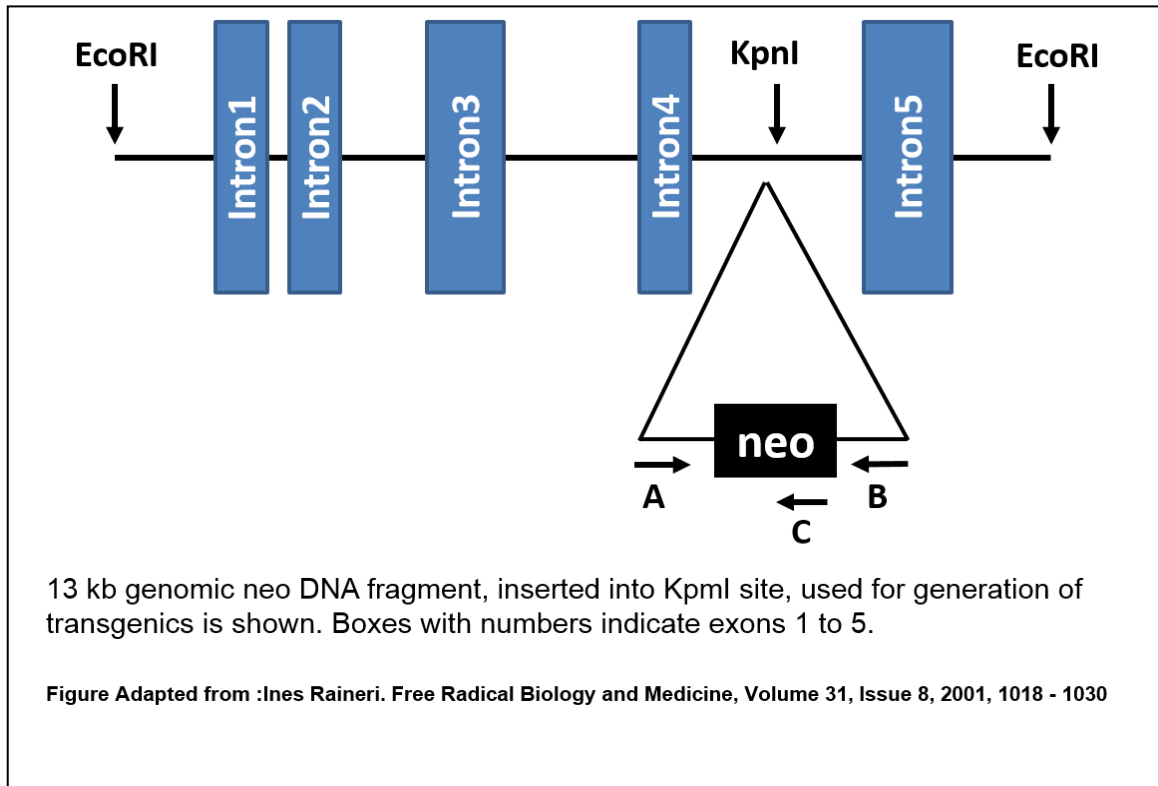 EcoRI
KpnI
EcoRI
Intron1
Intron2
Intron3
Intron4
Intron5
neo
A
B
C
13 kb genomic neo DNA fragment, inserted into KpmI site, used for generation of
transgenics is shown. Boxes with numbers indicate exons 1 to 5.
Figure Adapted from :Ines Raineri. Free Radical Biology and Medicine, Volume 31, Issue 8, 2001, 1018 - 1030